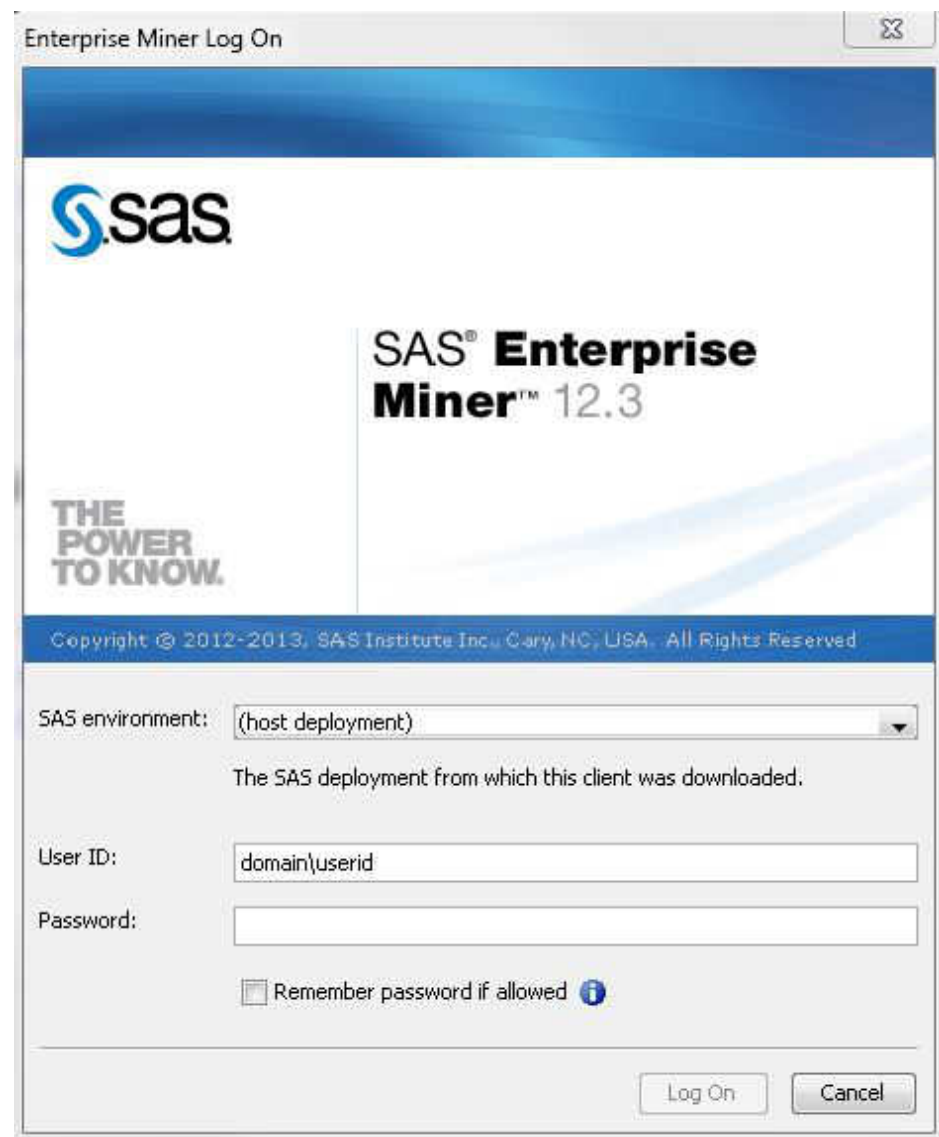 Enterprise Miner Log On
sas
SAS® Enterprise
Miner™ 12.3
THE
POWER
TO KNOW.
Copyright © 2012-2013, SAS Institute Inc., Cary, NC, USA. All Rights Reserved
SAS environment: (host deployment)
The SAS deployment from which this client was downloaded.
User ID: domain\userid
Password:
Remember password if allowed
Log On Cancel